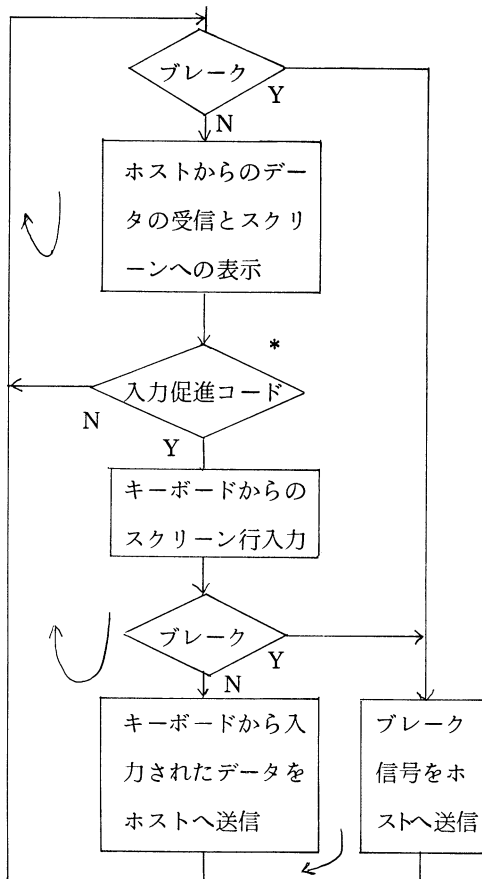 ブレーク
Y
N
ホストからのデー
タの受信とスクリ
ーンへの表示
*
入力促進コード
N
Y
キーボードからの
スクリーン行入力
ブレーク
Y
N
キーボードから入
力されたデータを
ホストへ送信
ブレーク
信号をホ
ストへ送信